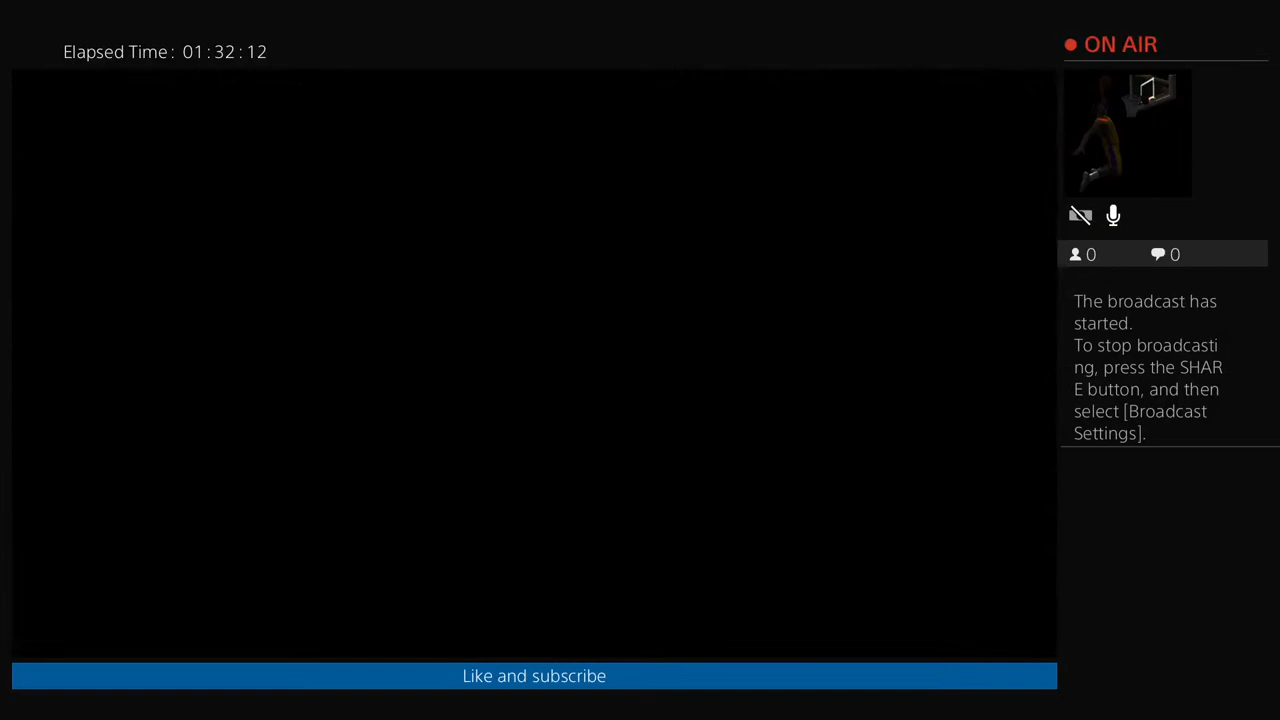 Elapsed Time: 01:32:12
ON AIR
0 0
The broadcast has
started.
To stop broadcasti
ng, press the SHAR
E button, and then
select [Broadcast
Settings].
Like and subscribe